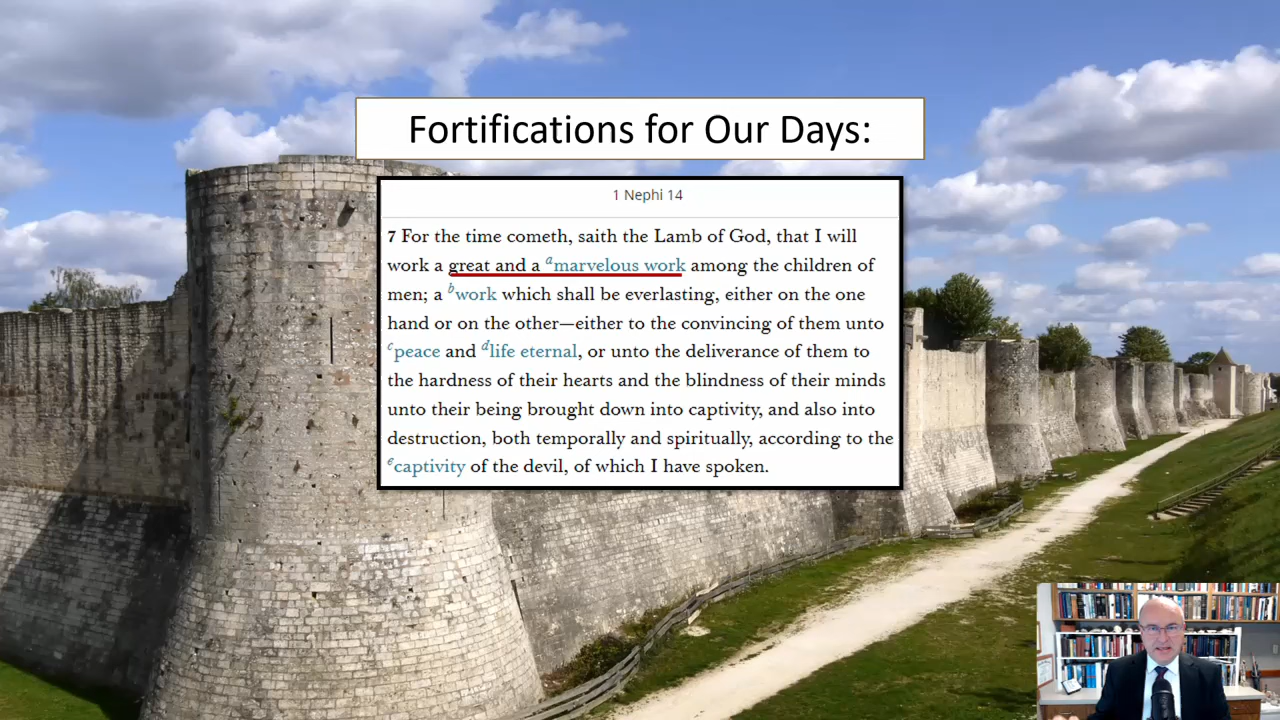 Fortifications for Our Days:
1 Nephi 14
7 For the time cometh, saith the Lamb of God, that I will
work a great and a ᵃmarvelous work among the children of
men; a ᵇwork which shall be everlasting, either on the one
hand or on the other—either to the convincing of them unto
ᶜpeace and ᵈlife eternal, or unto the deliverance of them to
the hardness of their hearts and the blindness of their minds
unto their being brought down into captivity, and also into
destruction, both temporally and spiritually, according to the
ᵉcaptivity of the devil, of which I have spoken.